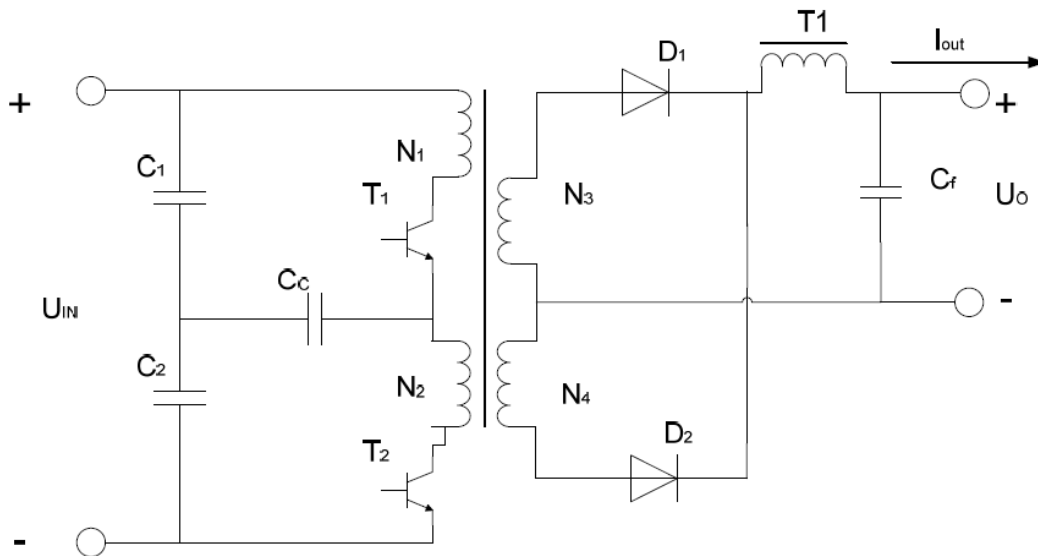 T1
D1
Iout
+
+
C1
N1
T1
N3
Cf
UO
CC
UIN
-
C2
N2
N4
T2
D2
-